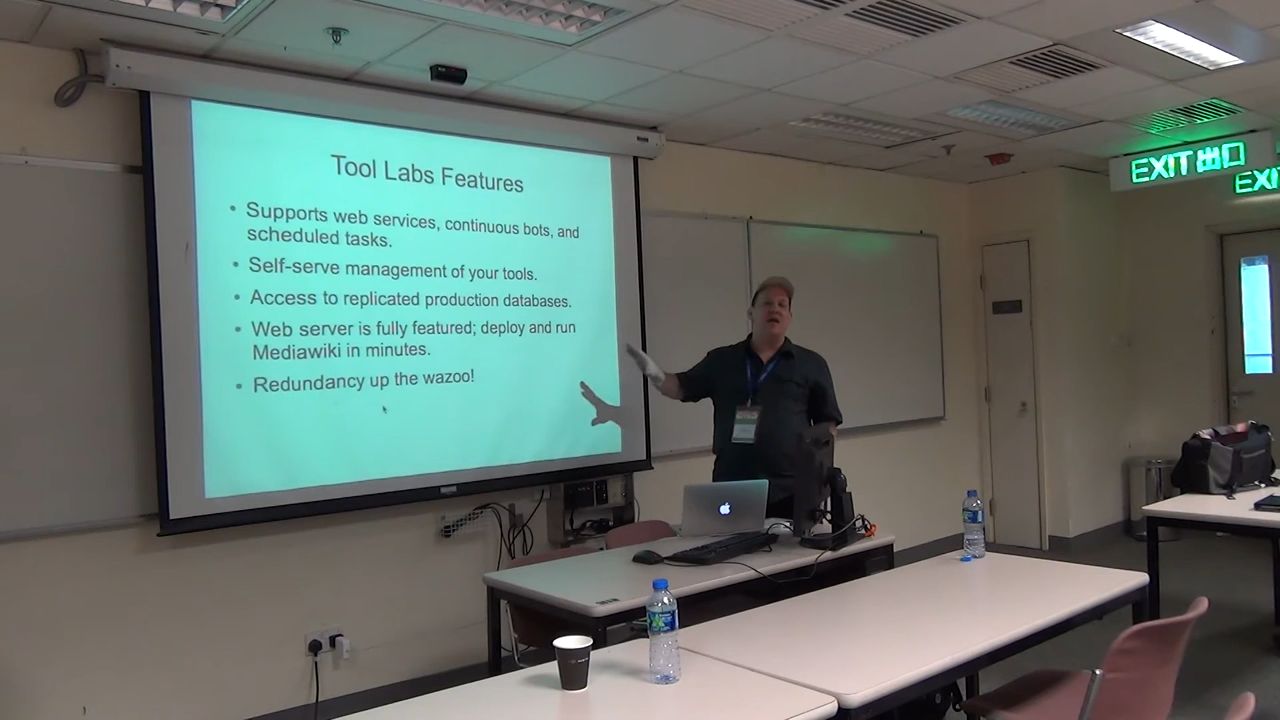 Tool Labs Features
• Supports web services, continuous bots, and
scheduled tasks.
• Self-serve management of your tools.
• Access to replicated production databases.
• Web server is fully featured; deploy and run
Mediawiki in minutes.
• Redundancy up the wazoo!
EXIT 出口
EXI